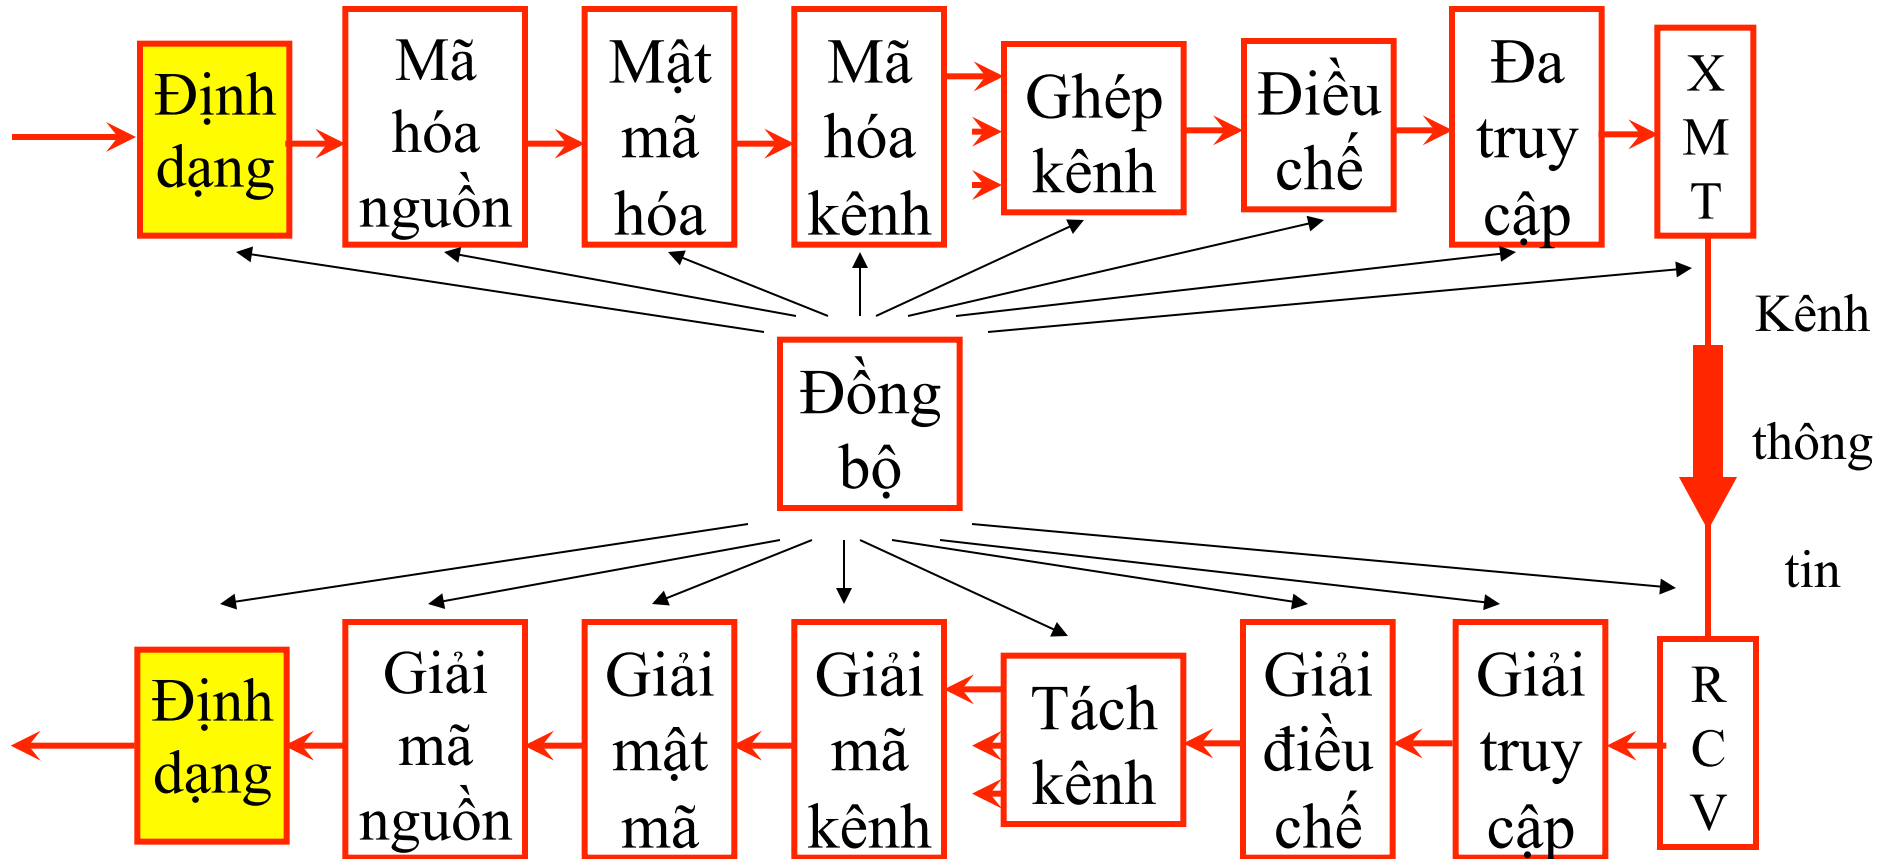 Định
dạng
Mã
hóa
nguồn
Mật
mã
hóa
Mã
hóa
kênh
Ghép
kênh
Điều
chế
Đa
truy
cập
X
M
T
Kênh
thông
tin
Đồng
bộ
Định
dạng
Giải
mã
nguồn
Giải
mật
mã
Giải
mã
kênh
Tách
kênh
Giải
điều
chế
Giải
truy
cập
R
C
V